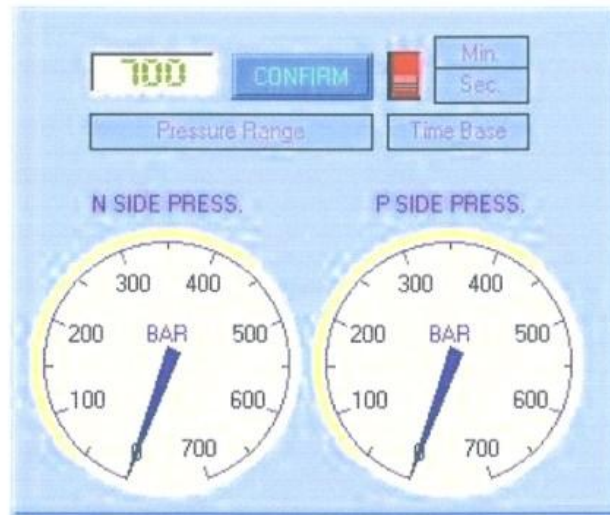 700 CONFIRM Min.
Sec.
Pressure Range Time Base
N SIDE PRESS. P SIDE PRESS.
300 400 300 400
200 BAR 500 200 BAR 500
100 600 100 600
0 700 0 700